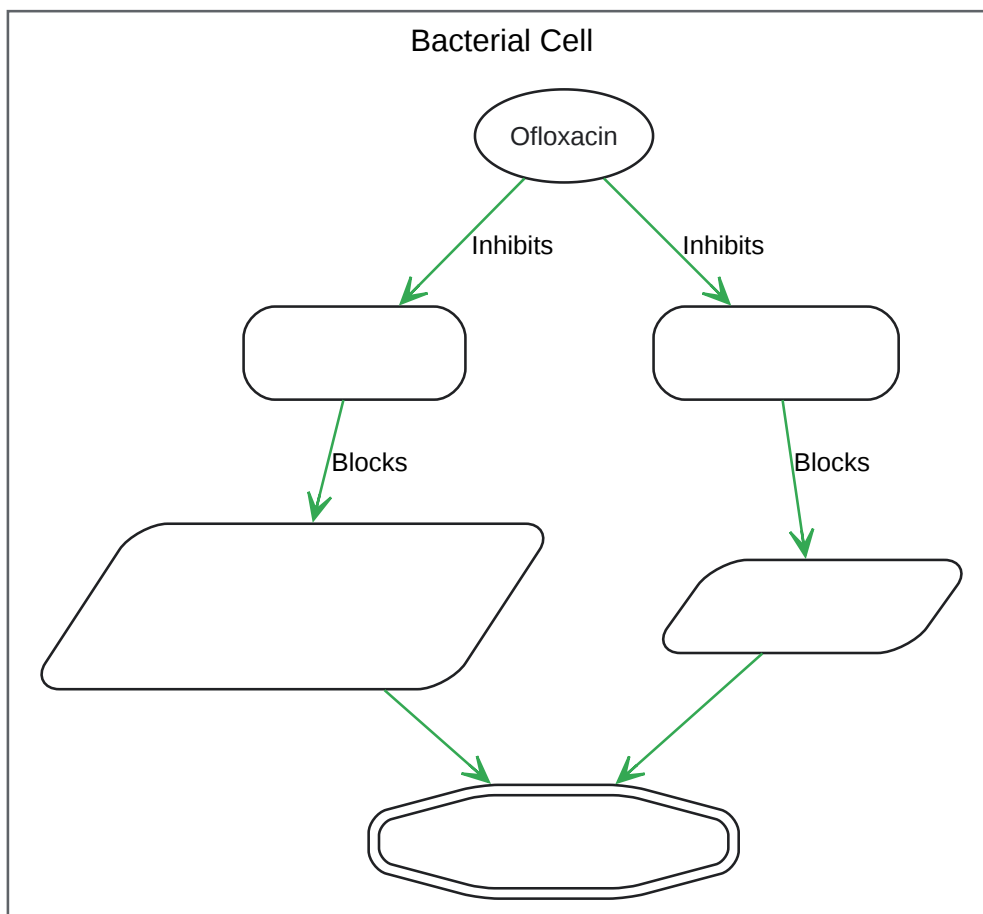 Bacterial Cell
Ofloxacin
Inhibits
Inhibits
Blocks
Blocks